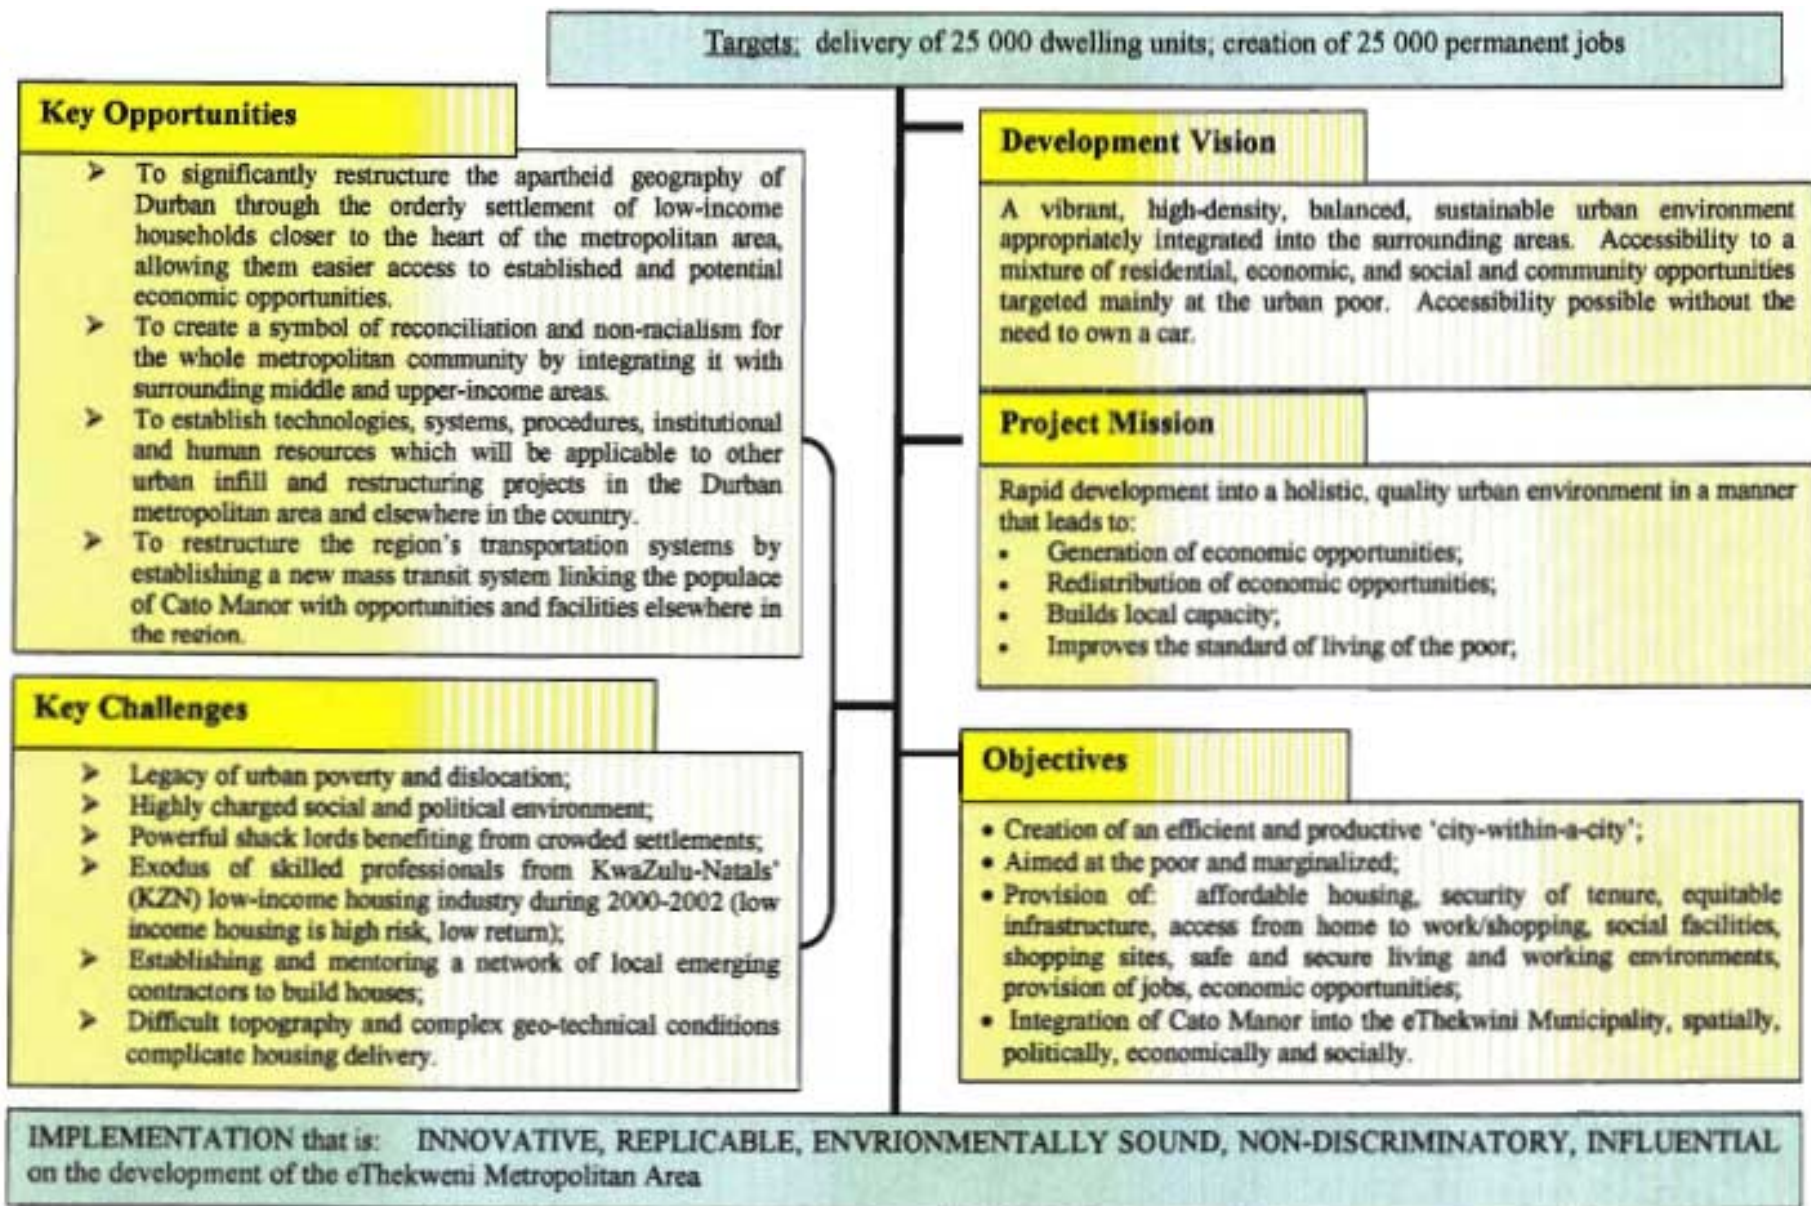 Targets: delivery of 25 000 dwelling units; creation of 25 000 permanent jobs
Key Opportunities
➤ To significantly restructure the apartheid geography of
Durban through the orderly settlement of low-income
households closer to the heart of the metropolitan area,
allowing them easier access to established and potential
economic opportunities.
➤ To create a symbol of reconciliation and non-racialism for
the whole metropolitan community by integrating it with
surrounding middle and upper-income areas.
➤ To establish technologies, systems, procedures, institutional
and human resources which will be applicable to other
urban infill and restructuring projects in the Durban
metropolitan area and elsewhere in the country.
➤ To restructure the region's transportation systems by
establishing a new mass transit system linking the populace
of Cato Manor with opportunities and facilities elsewhere in
the region.
Key Challenges
➤ Legacy of urban poverty and dislocation;
➤ Highly charged social and political environment;
➤ Powerful shack lords benefiting from crowded settlements;
➤ Exodus of skilled professionals from KwaZulu-Natals'
(KZN) low-income housing industry during 2000-2002 (low
income housing is high risk, low return);
➤ Establishing and mentoring a network of local emerging
contractors to build houses;
➤ Difficult topography and complex geo-technical conditions
complicate housing delivery.
Development Vision
A vibrant, high-density, balanced, sustainable urban environment
appropriately integrated into the surrounding areas. Accessibility to a
mixture of residential, economic, and social and community opportunities
targeted mainly at the urban poor. Accessibility possible without the
need to own a car.
Project Mission
Rapid development into a holistic, quality urban environment in a manner
that leads to:
• Generation of economic opportunities;
• Redistribution of economic opportunities;
• Builds local capacity;
• Improves the standard of living of the poor;
Objectives
• Creation of an efficient and productive 'city-within-a-city';
• Aimed at the poor and marginalized;
• Provision of: affordable housing, security of tenure, equitable
infrastructure, access from home to work/shopping, social facilities,
shopping sites, safe and secure living and working environments,
provision of jobs, economic opportunities;
• Integration of Cato Manor into the eThekwini Municipality, spatially,
politically, economically and socially.
IMPLEMENTATION that is: INNOVATIVE, REPLICABLE, ENVRIONMENTALLY SOUND, NON-DISCRIMINATORY, INFLUENTIAL
on the development of the eThekweni Metropolitan Area